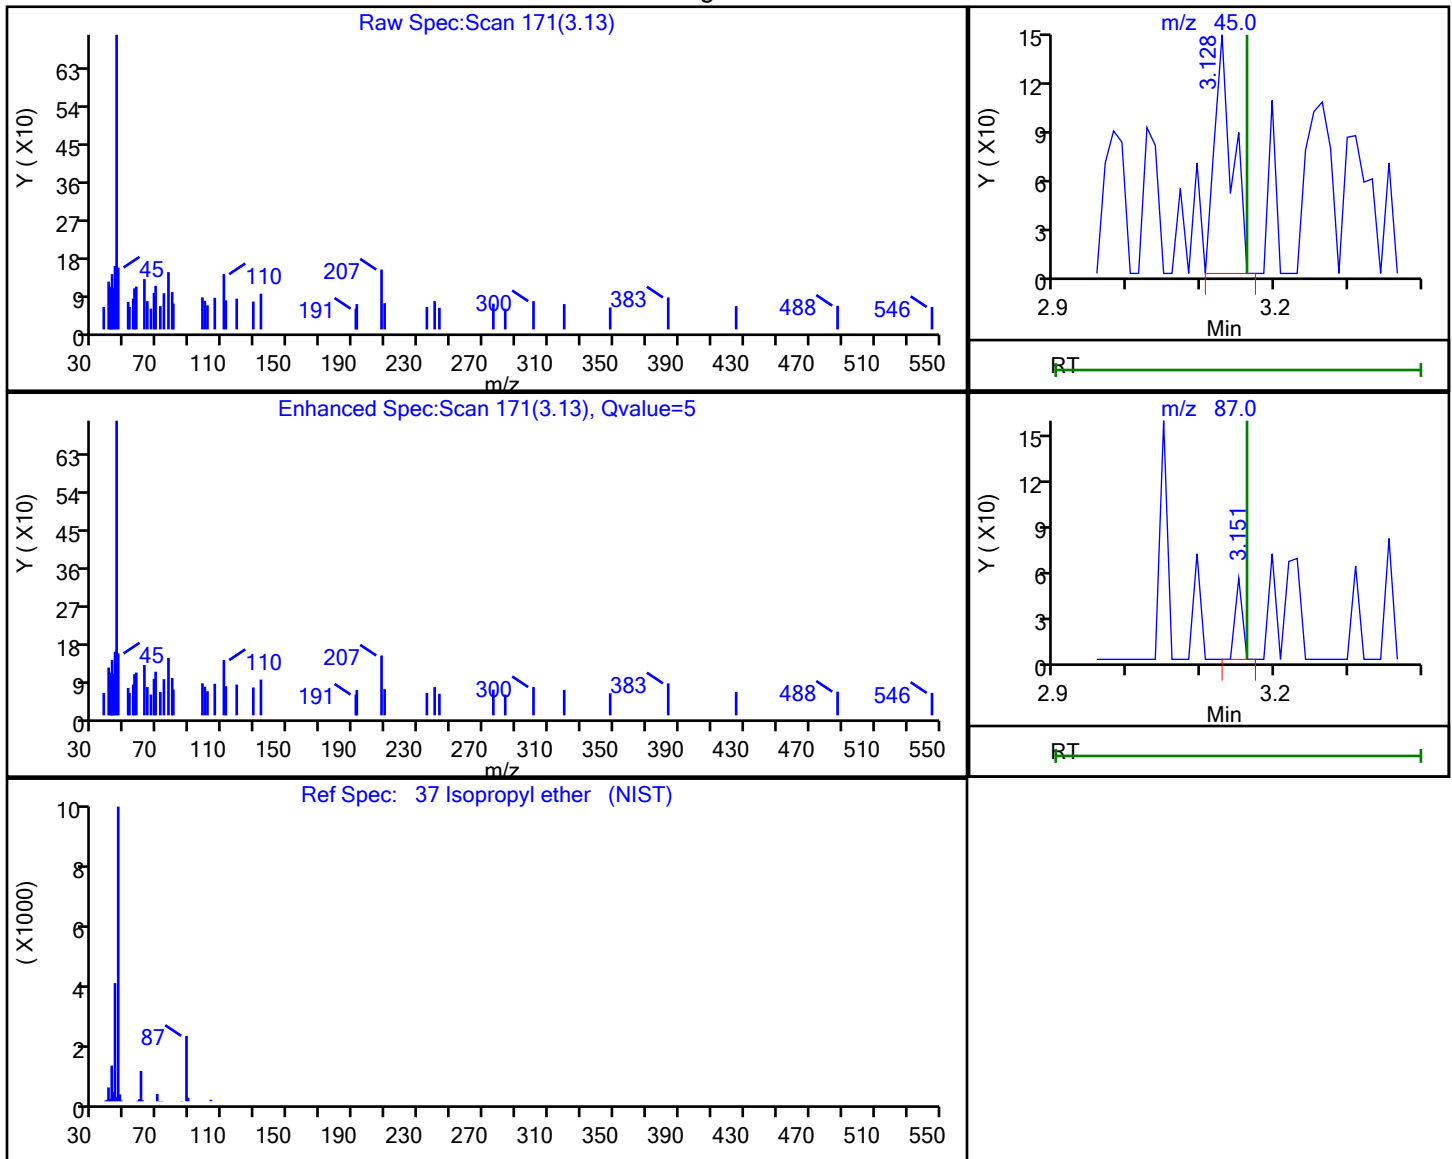 Raw Spec:Scan 171(3.13)
Y ( X10)
63
54
45
36
27
18
9
0
45
110
207
191
300
383
488
546
30 70 110 150 190 230 270 310 350 390 430 470 510 550
m/z
m/z 45.0
Y ( X10)
15
12
9
6
3
0
3.128
2.9 3.2
Min
RT
Enhanced Spec:Scan 171(3.13), Qvalue=5
Y ( X10)
63
54
45
36
27
18
9
0
45
110
207
191
300
383
488
546
30 70 110 150 190 230 270 310 350 390 430 470 510 550
m/z
m/z 87.0
Y ( X10)
15
12
9
6
3
0
3.151
2.9 3.2
Min
RT
Ref Spec: 37 Isopropyl ether (NIST)
( X1000)
10
8
6
4
2
0
87
30 70 110 150 190 230 270 310 350 390 430 470 510 550